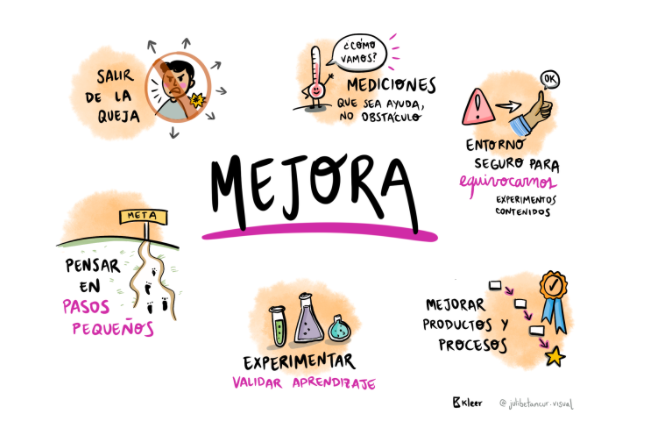 SALIR
DE LA
QUEJA
¿CÓMO
VAMOS?
MEDICIONES
QUE SEA AYUDA,
NO OBSTÁCULO
OK
ENTORNO
SEGURO PARA
equivocarnos
EXPERIMENTOS
CONTENIDOS
MEJORA
META
PENSAR
EN
PASOS
PEQUEÑOS
EXPERIMENTAR
VALIDAR APRENDIZAJE
MEJORAR
PRODUCTOS Y
PROCESOS
Kleer
@julibetancur.visual